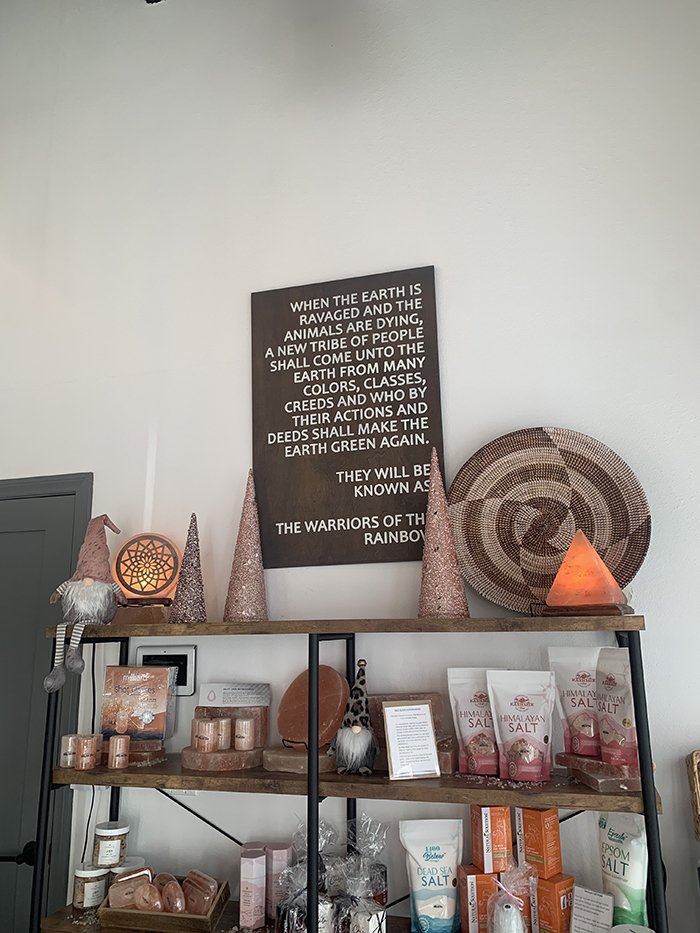 WHEN THE EARTH IS
RAVAGED AND THE
ANIMALS ARE DYING,
A NEW TRIBE OF PEOPLE
SHALL COME UNTO THE
EARTH FROM MANY
COLORS, CLASSES,
CREEDS AND WHO BY
THEIR ACTIONS AND
DEEDS SHALL MAKE THE
EARTH GREEN AGAIN.
THEY WILL BE
KNOWN AS
THE WARRIORS OF TH
RAINBOW
HIMALAYAN
SALT
HIMALAYAN
SALT
HIMALAYAN
SALT
HIMALAYAN
SALT
DEAD SEA
SALT
EPSOM
SALT